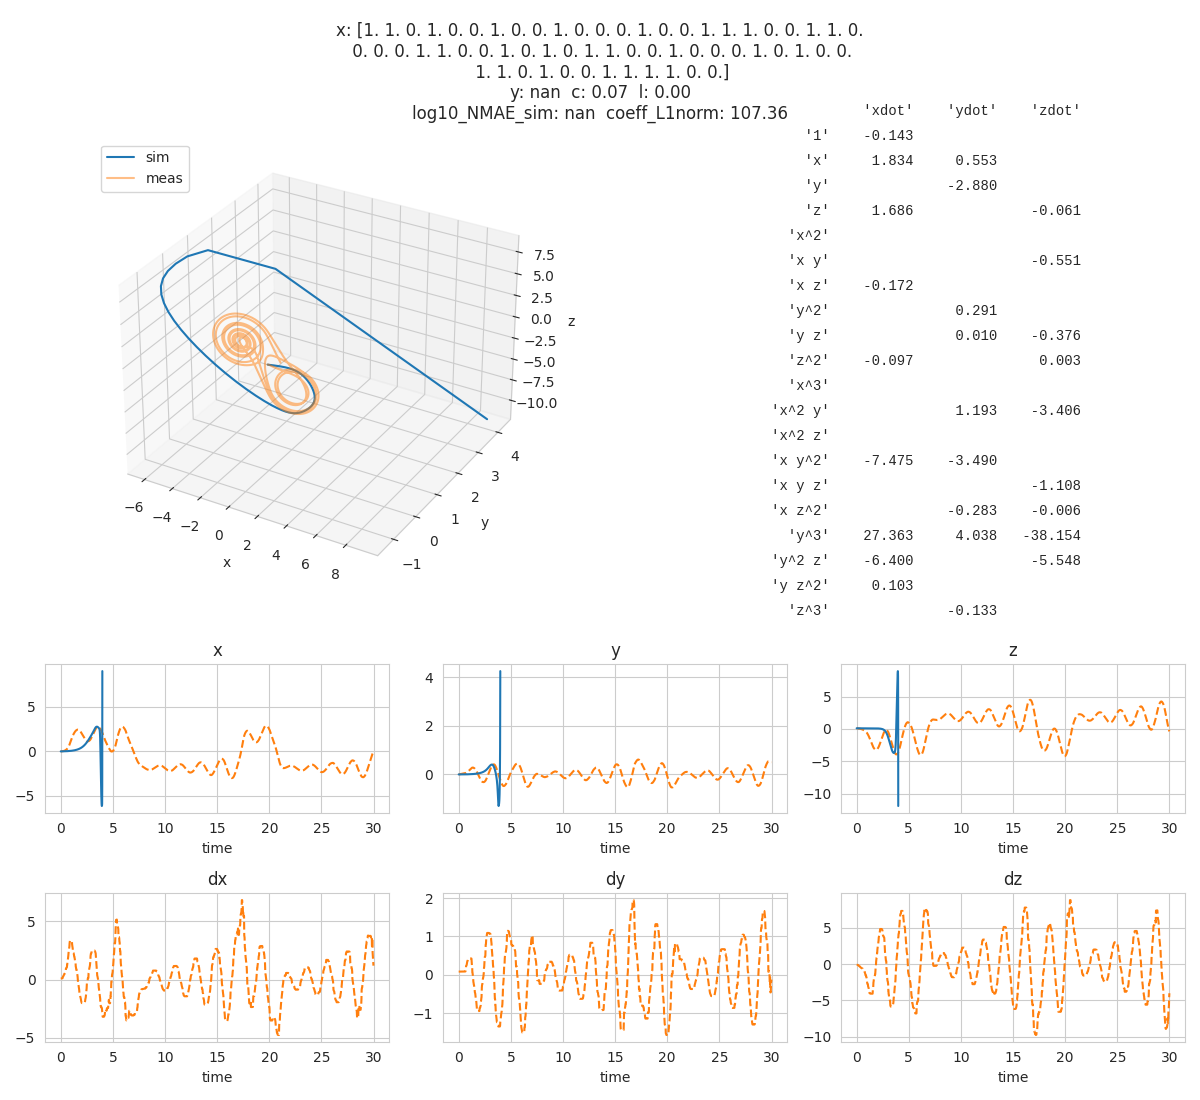 x: [1. 1. 0. 1. 0. 0. 1. 0. 0. 1. 0. 0. 0. 1. 0. 0. 1. 1. 1. 0. 0. 1. 1. 0.
0. 0. 0. 1. 1. 0. 0. 1. 0. 1. 0. 1. 1. 0. 0. 1. 0. 0. 0. 1. 0. 1. 0. 0.
1. 1. 0. 1. 0. 0. 1. 1. 1. 1. 0. 0.]
y: nan c: 0.07 l: 0.00
log10_NMAE_sim: nan coeff_L1norm: 107.36
'xdot' 'ydot' 'zdot'
'1' -0.143
'x' 1.834 0.553
'y' -2.880
'z' 1.686 -0.061
'x^2'
'x y' -0.551
'x z' -0.172
'y^2' 0.291
'y z' 0.010 -0.376
'z^2' -0.097 0.003
'x^3'
'x^2 y' 1.193 -3.406
'x^2 z'
'x y^2' -7.475 -3.490
'x y z' -1.108
'x z^2' -0.283 -0.006
'y^3' 27.363 4.038 -38.154
'y^2 z' -6.400 -5.548
'y z^2' 0.103
'z^3' -0.133
sim
meas
7.5
5.0
2.5
0.0
−2.5
−5.0
−7.5
−10.0
z
4
3
2
1
0
−1
y
−6 −4 −2 0 2 4 6 8
x
x
5
0
−5
0 5 10 15 20 25 30
time
y
4
2
0
0 5 10 15 20 25 30
time
z
5
0
−5
−10
0 5 10 15 20 25 30
time
dx
5
0
−5
0 5 10 15 20 25 30
time
dy
2
1
0
−1
0 5 10 15 20 25 30
time
dz
5
0
−5
−10
0 5 10 15 20 25 30
time